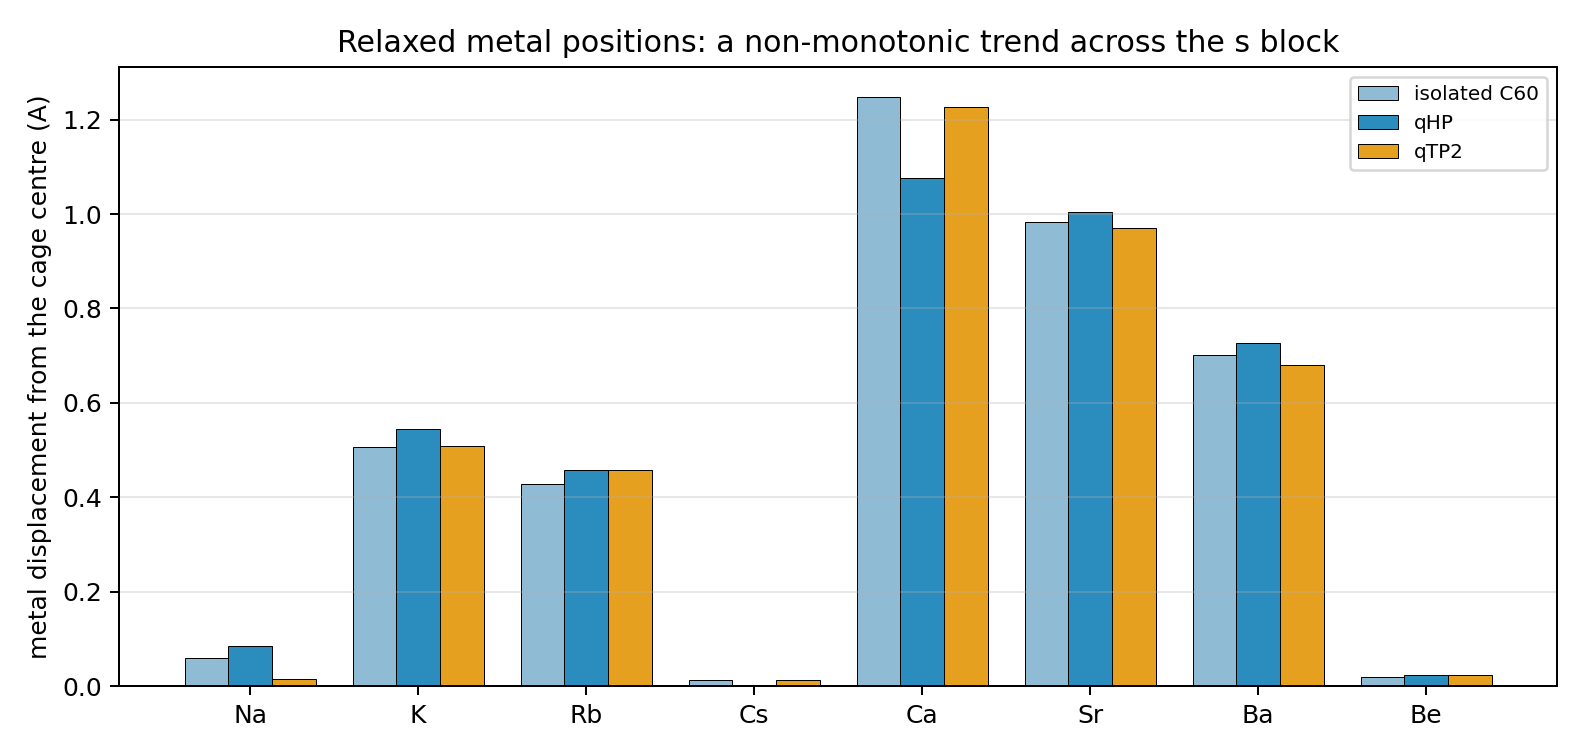 Relaxed metal positions: a non-monotonic trend across the s block
metal displacement from the cage centre (A)
1.2
1.0
0.8
0.6
0.4
0.2
0.0
isolated C60
qHP
qTP2
Na
K
Rb
Cs
Ca
Sr
Ba
Be